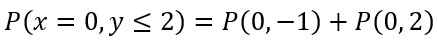 P(x = 0, y ≤ 2) = P(0, −1) + P(0, 2)